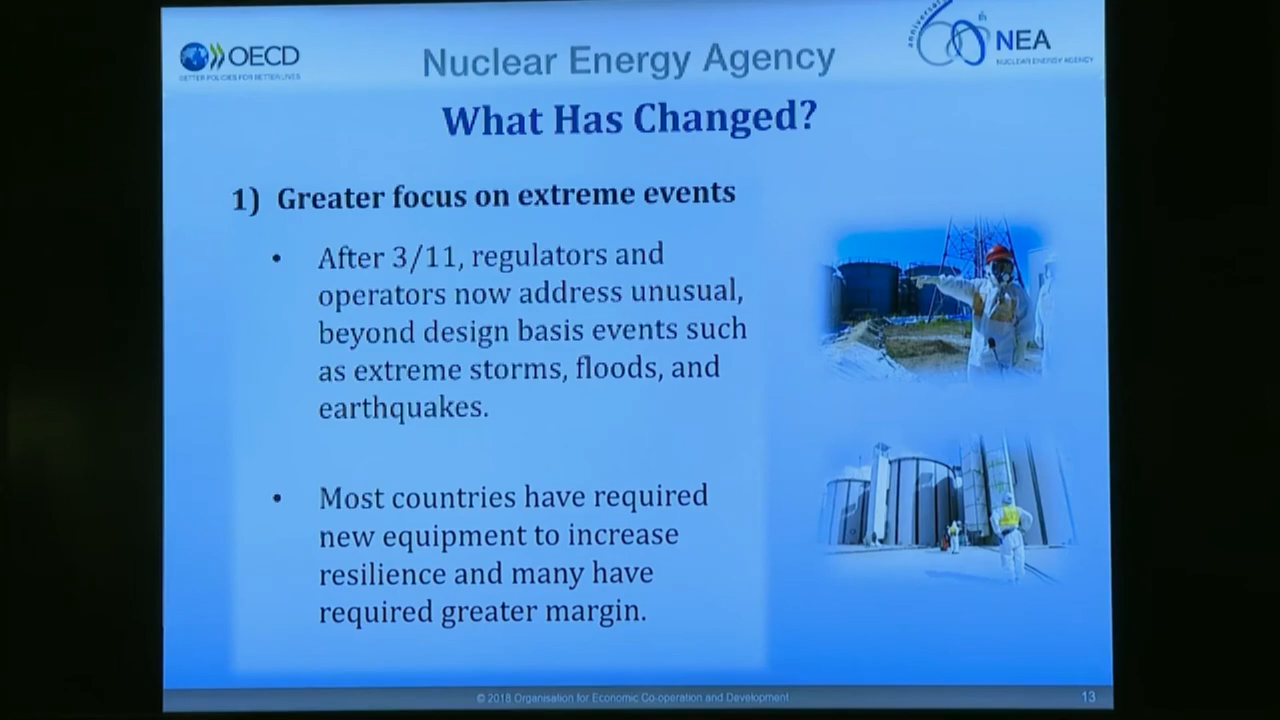 OECD
BETTER POLICIES FOR BETTER LIVES
Nuclear Energy Agency
60th
anniversary
NEA
NUCLEAR ENERGY AGENCY
What Has Changed?
1) Greater focus on extreme events
• After 3/11, regulators and
operators now address unusual,
beyond design basis events such
as extreme storms, floods, and
earthquakes.
• Most countries have required
new equipment to increase
resilience and many have
required greater margin.
© 2018 Organisation for Economic Co-operation and Development
13